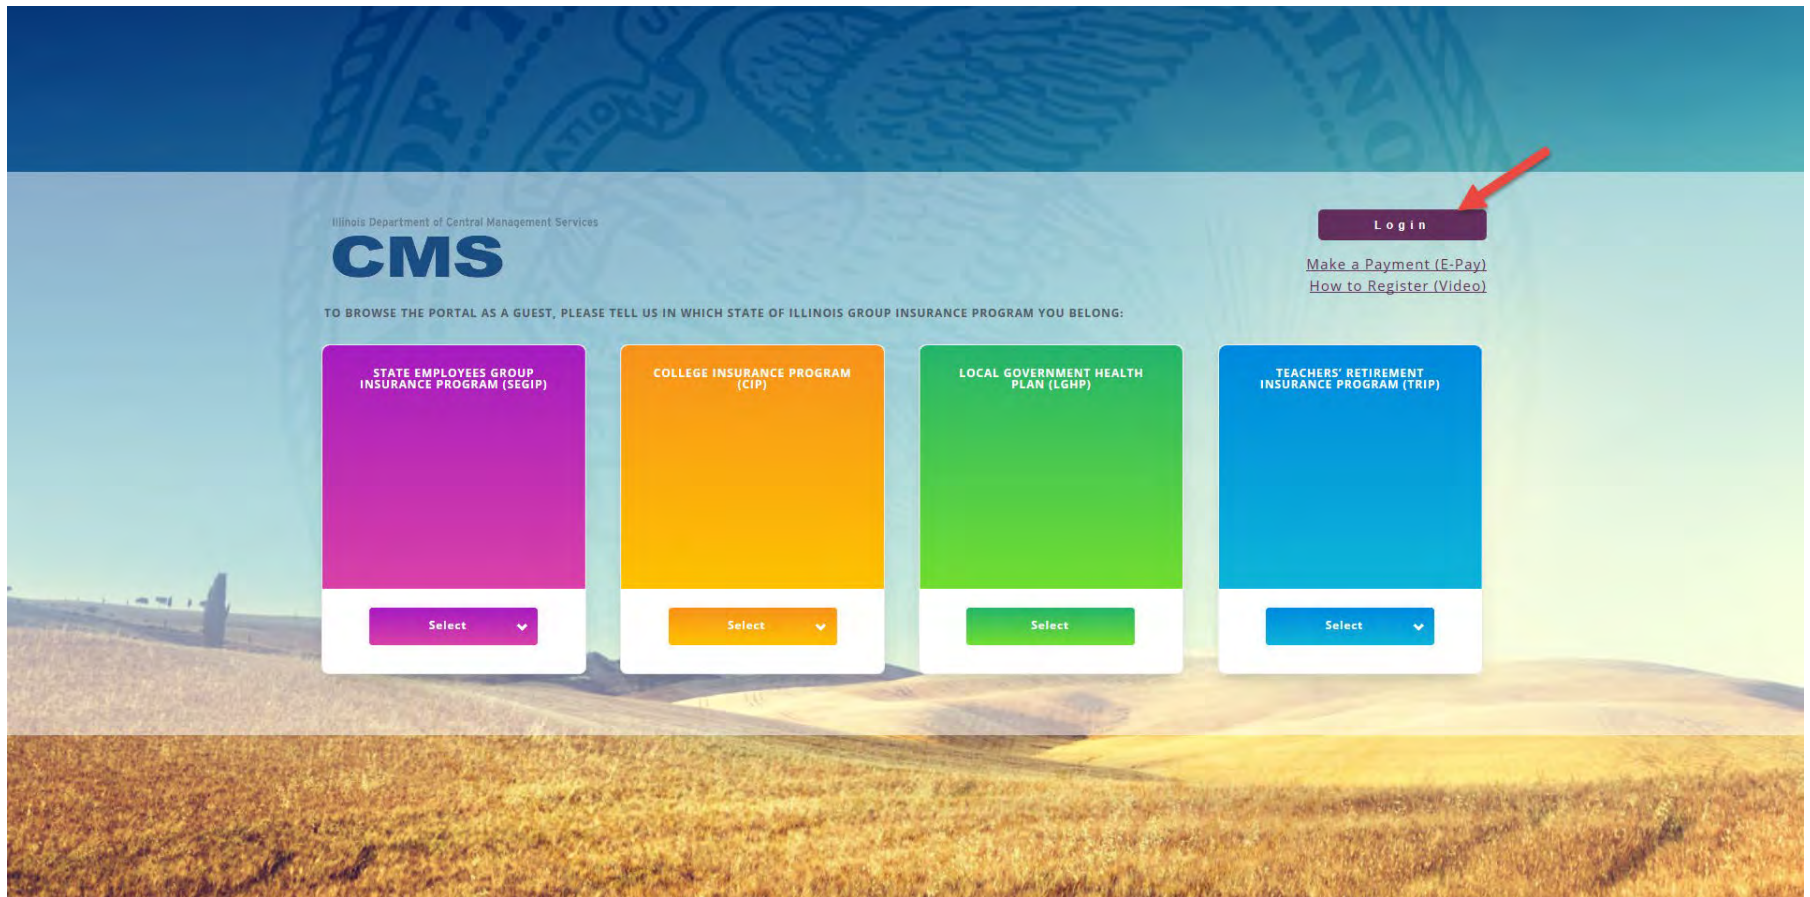 Illinois Department of Central Management Services
CMS
Login
Make a Payment (E-Pay)
How to Register (Video)
TO BROWSE THE PORTAL AS A GUEST, PLEASE TELL US IN WHICH STATE OF ILLINOIS GROUP INSURANCE PROGRAM YOU BELONG:
STATE EMPLOYEES GROUP
INSURANCE PROGRAM (SEGIP)
Select
COLLEGE INSURANCE PROGRAM
(CIP)
Select
LOCAL GOVERNMENT HEALTH
PLAN (LGHP)
Select
TEACHERS' RETIREMENT
INSURANCE PROGRAM (TRIP)
Select